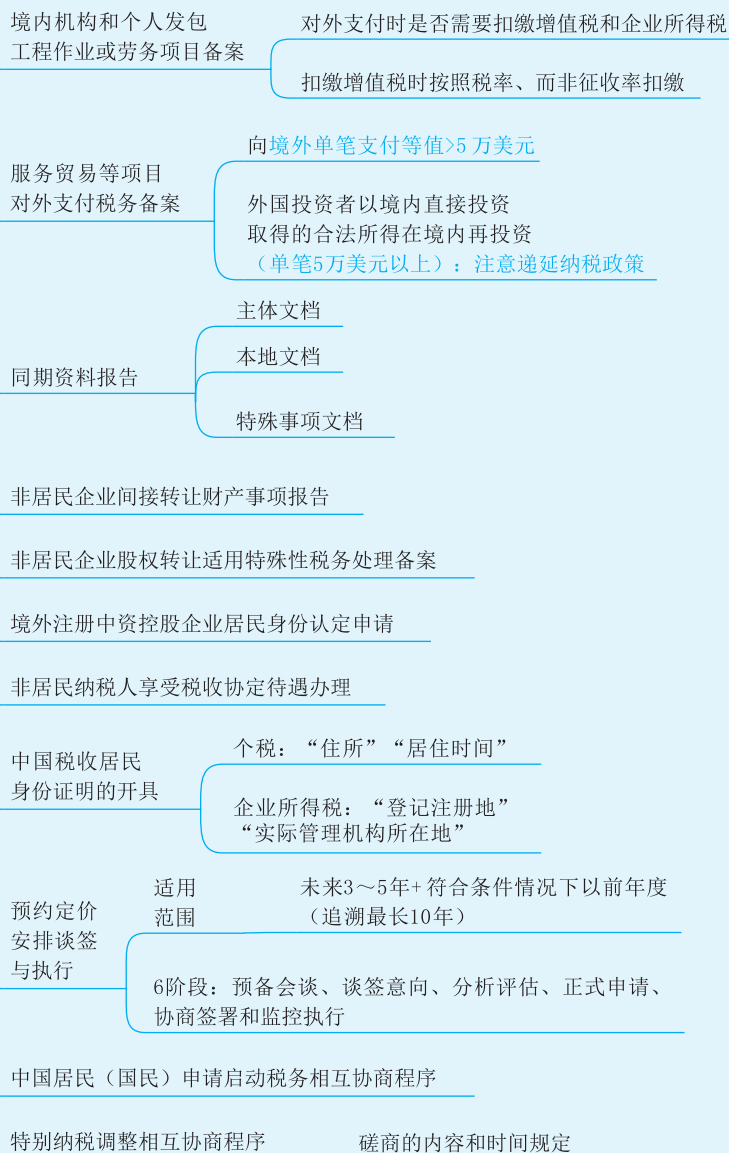 境内机构和个人发包
工程作业或劳务项目备案
对外支付时是否需要扣缴增值税和企业所得税
扣缴增值税时按照税率、而非征收率扣缴
服务贸易等项目
对外支付税务备案
向境外单笔支付等值>5万美元
外国投资者以境内直接投资
取得的合法所得在境内再投资
（单笔5万美元以上）：注意递延纳税政策
同期资料报告
主体文档
本地文档
特殊事项文档
非居民企业间接转让财产事项报告
非居民企业股权转让适用特殊性税务处理备案
境外注册中资控股企业居民身份认定申请
非居民纳税人享受税收协定待遇办理
中国税收居民
身份证明的开具
个税：“住所”“居住时间”
企业所得税：“登记注册地”
“实际管理机构所在地”
预约定价
安排谈签
与执行
适用
范围
未来3～5年+符合条件情况下以前年度
（追溯最长10年）
6阶段：预备会谈、谈签意向、分析评估、正式申请、
协商签署和监控执行
中国居民（国民）申请启动税务相互协商程序
特别纳税调整相互协商程序
磋商的内容和时间规定